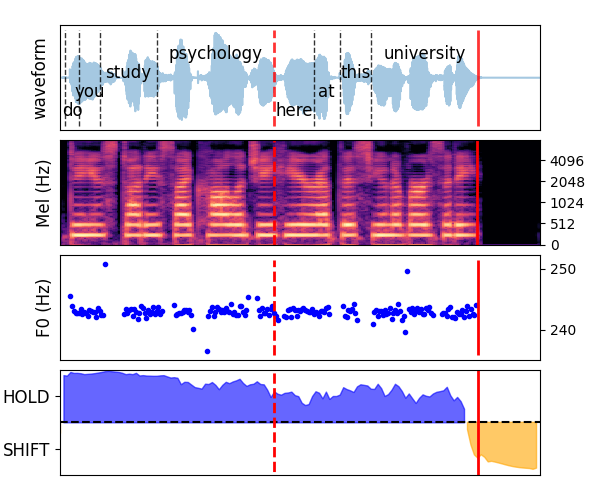 waveform
do
you
study
psychology
here
at
this
university
Mel (Hz)
4096
2048
1024
512
0
F0 (Hz)
250
240
HOLD
SHIFT